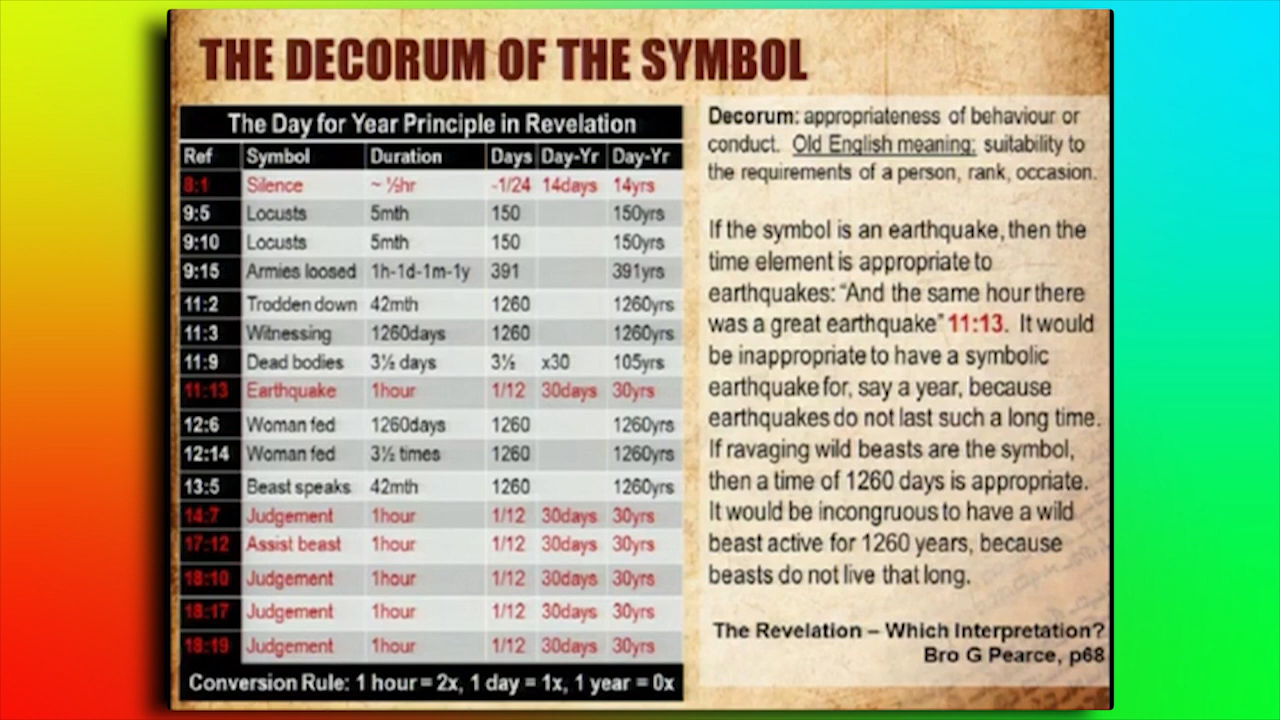 THE DECORUM OF THE SYMBOL
The Day for Year Principle in Revelation
Ref Symbol Duration Days Day-Yr Day-Yr
8:1 Silence ~ ½hr -1/24 14days 14yrs
9:5 Locusts 5mth 150 150yrs
9:10 Locusts 5mth 150 150yrs
9:15 Armies loosed 1h-1d-1m-1y 391 391yrs
11:2 Trodden down 42mth 1260 1260yrs
11:3 Witnessing 1260days 1260 1260yrs
11:9 Dead bodies 3½ days 3½ x30 105yrs
11:13 Earthquake 1hour 1/12 30days 30yrs
12:6 Woman fed 1260days 1260 1260yrs
12:14 Woman fed 3½ times 1260 1260yrs
13:5 Beast speaks 42mth 1260 1260yrs
14:7 Judgement 1hour 1/12 30days 30yrs
17:12 Assist beast 1hour 1/12 30days 30yrs
18:10 Judgement 1hour 1/12 30days 30yrs
18:17 Judgement 1hour 1/12 30days 30yrs
18:19 Judgement 1hour 1/12 30days 30yrs
Conversion Rule: 1 hour = 2x, 1 day = 1x, 1 year = 0x
Decorum: appropriateness of behaviour or
conduct. Old English meaning: suitability to
the requirements of a person, rank, occasion.
If the symbol is an earthquake, then the
time element is appropriate to
earthquakes: "And the same hour there
was a great earthquake" 11:13. It would
be inappropriate to have a symbolic
earthquake for, say a year, because
earthquakes do not last such a long time.
If ravaging wild beasts are the symbol,
then a time of 1260 days is appropriate.
It would be incongruous to have a wild
beast active for 1260 years, because
beasts do not live that long.
The Revelation – Which Interpretation?
Bro G Pearce, p68